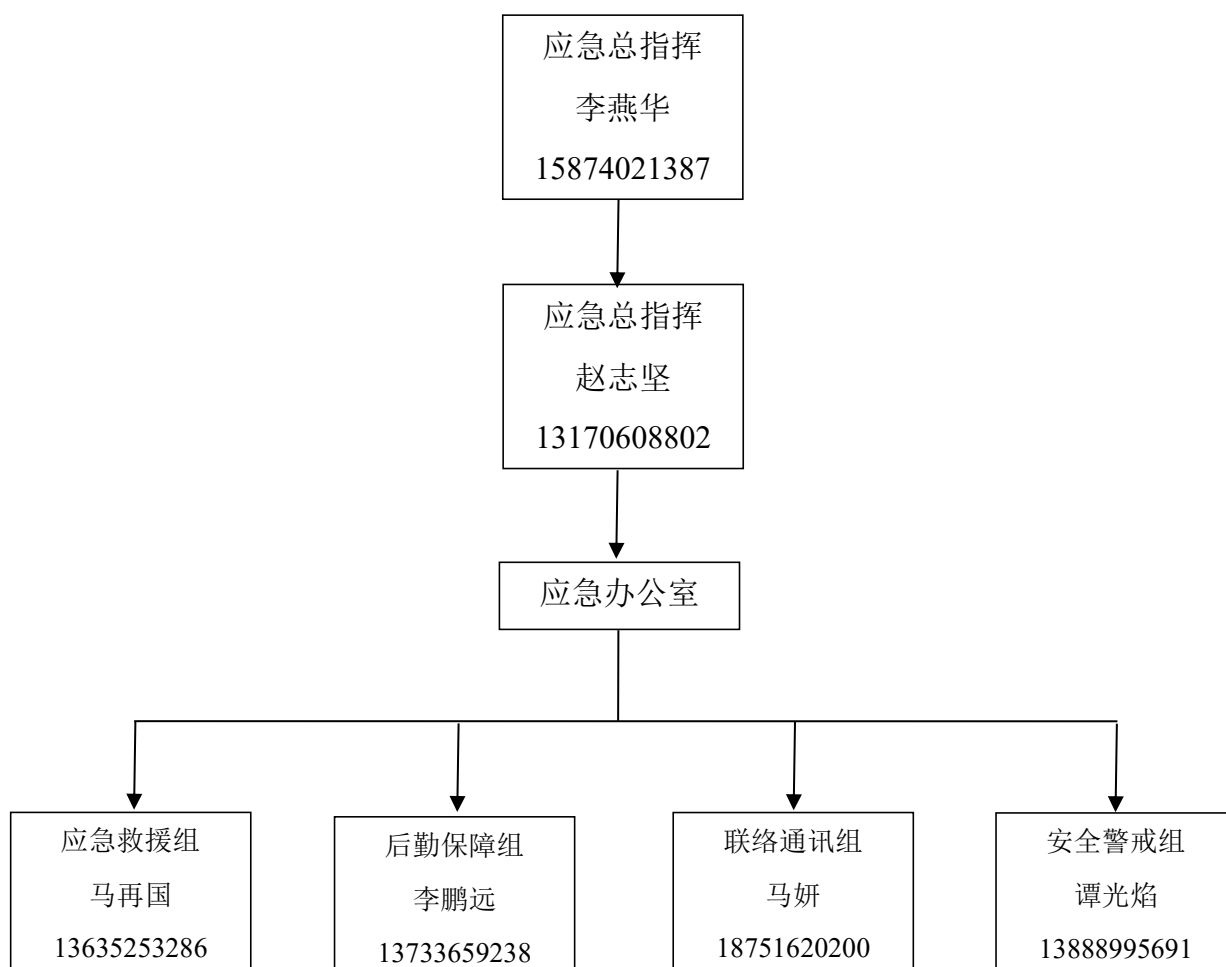 应急总指挥
李燕华
15874021387
应急总指挥
赵志坚
13170608802
应急办公室
应急救援组
马再国
13635253286
后勤保障组
李鹏远
13733659238
联络通讯组
马妍
18751620200
安全警戒组
谭光焰
13888995691